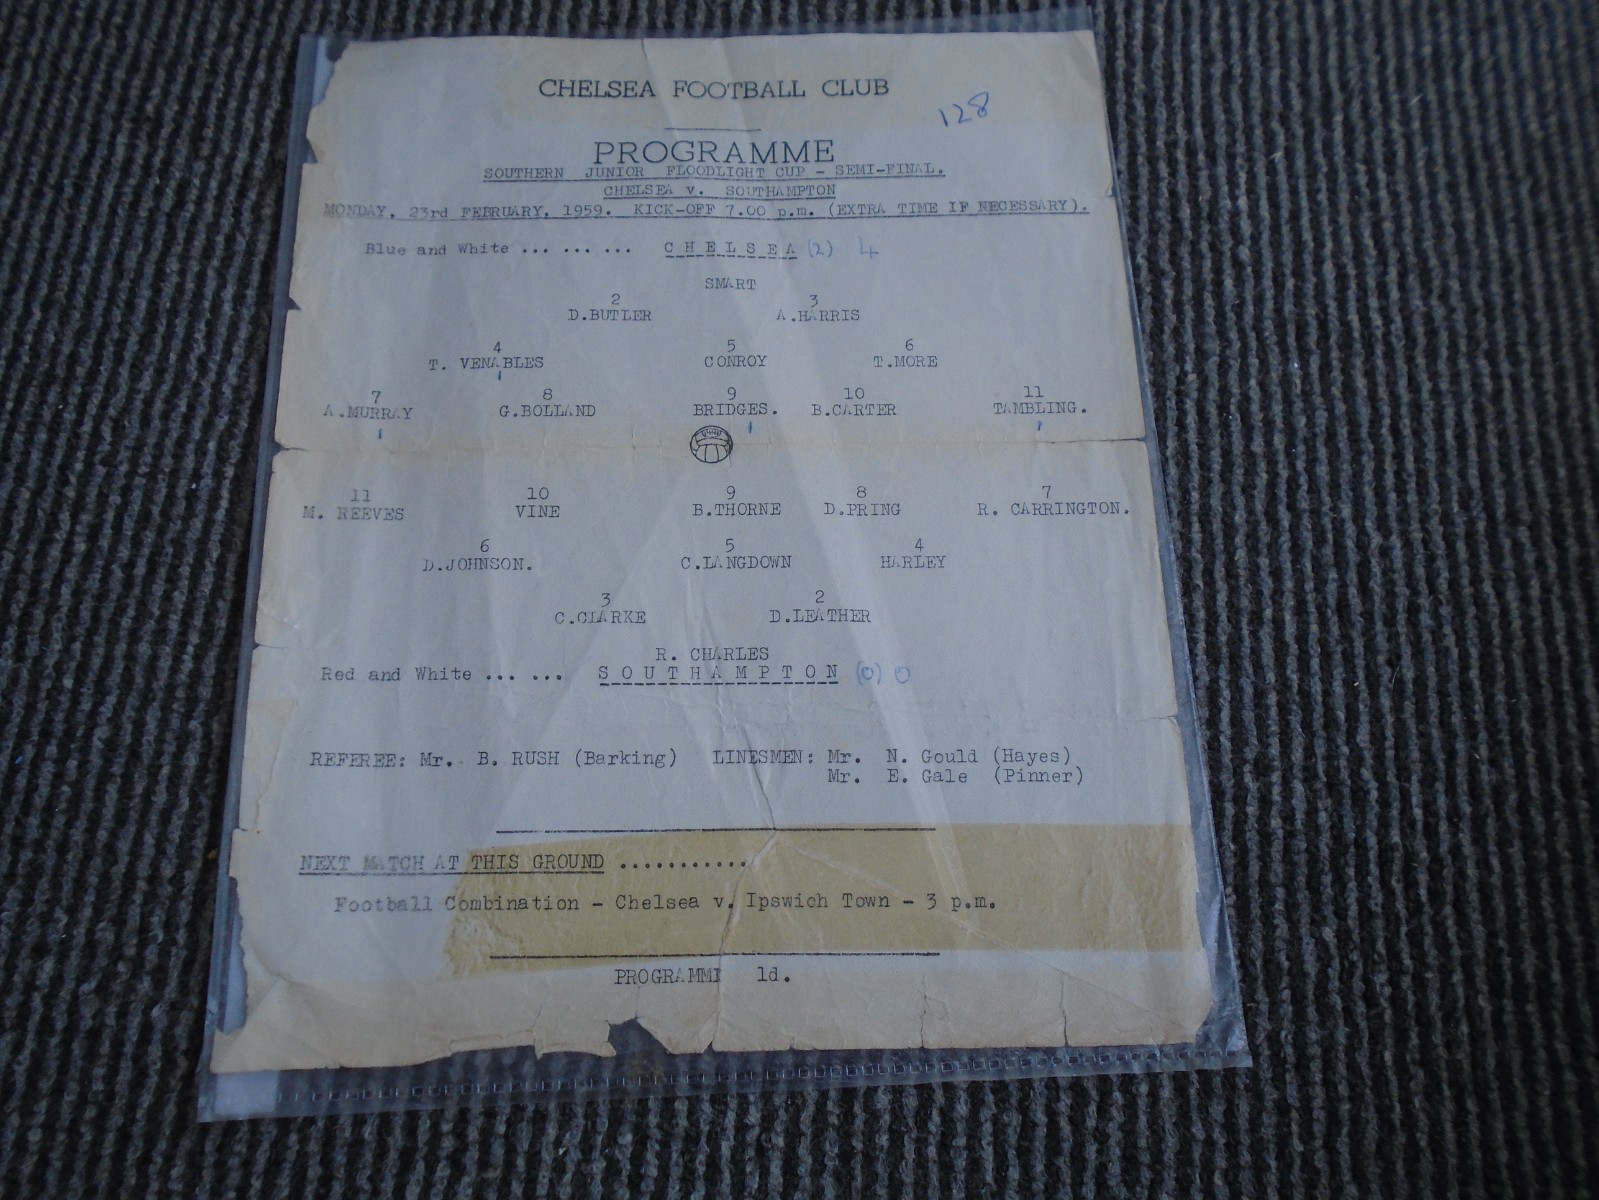 CHELSEA FOOTBALL CLUB
128
PROGRAMME
SOUTHERN JUNIOR FLOODLIGHT CUP - SEMI-FINAL.
CHELSEA v. SOUTHAMPTON
MONDAY, 23rd FEBRUARY, 1959. KICK-OFF 7.00 p.m. (EXTRA TIME IF NECESSARY).
Blue and White ... ... ... CHELSEA (2) 4
SMART
2 3
D.BUTLER A.HARRIS
4 5 6
T. VENABLES CONROY T.MORE
7 8 9 10 11
A.MURRAY G.BOLLAND BRIDGES. B.CARTER TAMBLING.
11 10 9 8 7
M. REEVES VINE B.THORNE D.PRING R. CARRINGTON.
6 5 4
D.JOHNSON. C.LANGDOWN HARLEY
3 2
C.CLARKE D.LEATHER
R. CHARLES
Red and White ... ... SOUTHAMPTON (0) 0
REFEREE: Mr. B. RUSH (Barking) LINESMEN: Mr. N. Gould (Hayes)
Mr. E. Gale (Pinner)
NEXT MATCH AT THIS GROUND ...........
Football Combination - Chelsea v. Ipswich Town - 3 p.m.
PROGRAMME 1d.